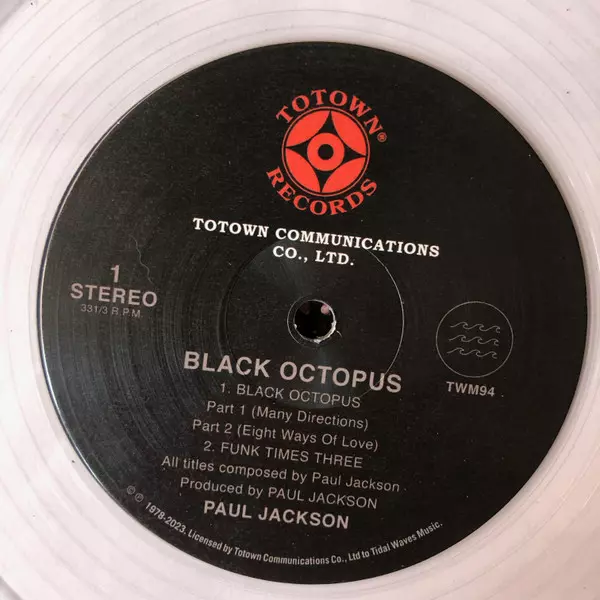 TOTOWN®
RECORDS
TOTOWN COMMUNICATIONS
CO., LTD.
1
STEREO
331/3 R.P.M
TWM94
BLACK OCTOPUS
1. BLACK OCTOPUS
Part 1 (Many Directions)
Part 2 (Eight Ways Of Love)
2. FUNK TIMES THREE
All titles composed by Paul Jackson
Produced by PAUL JACKSON
PAUL JACKSON
©℗ 1978-2023, Licensed by Totown Communications Co., Ltd to Tidal Waves Music.